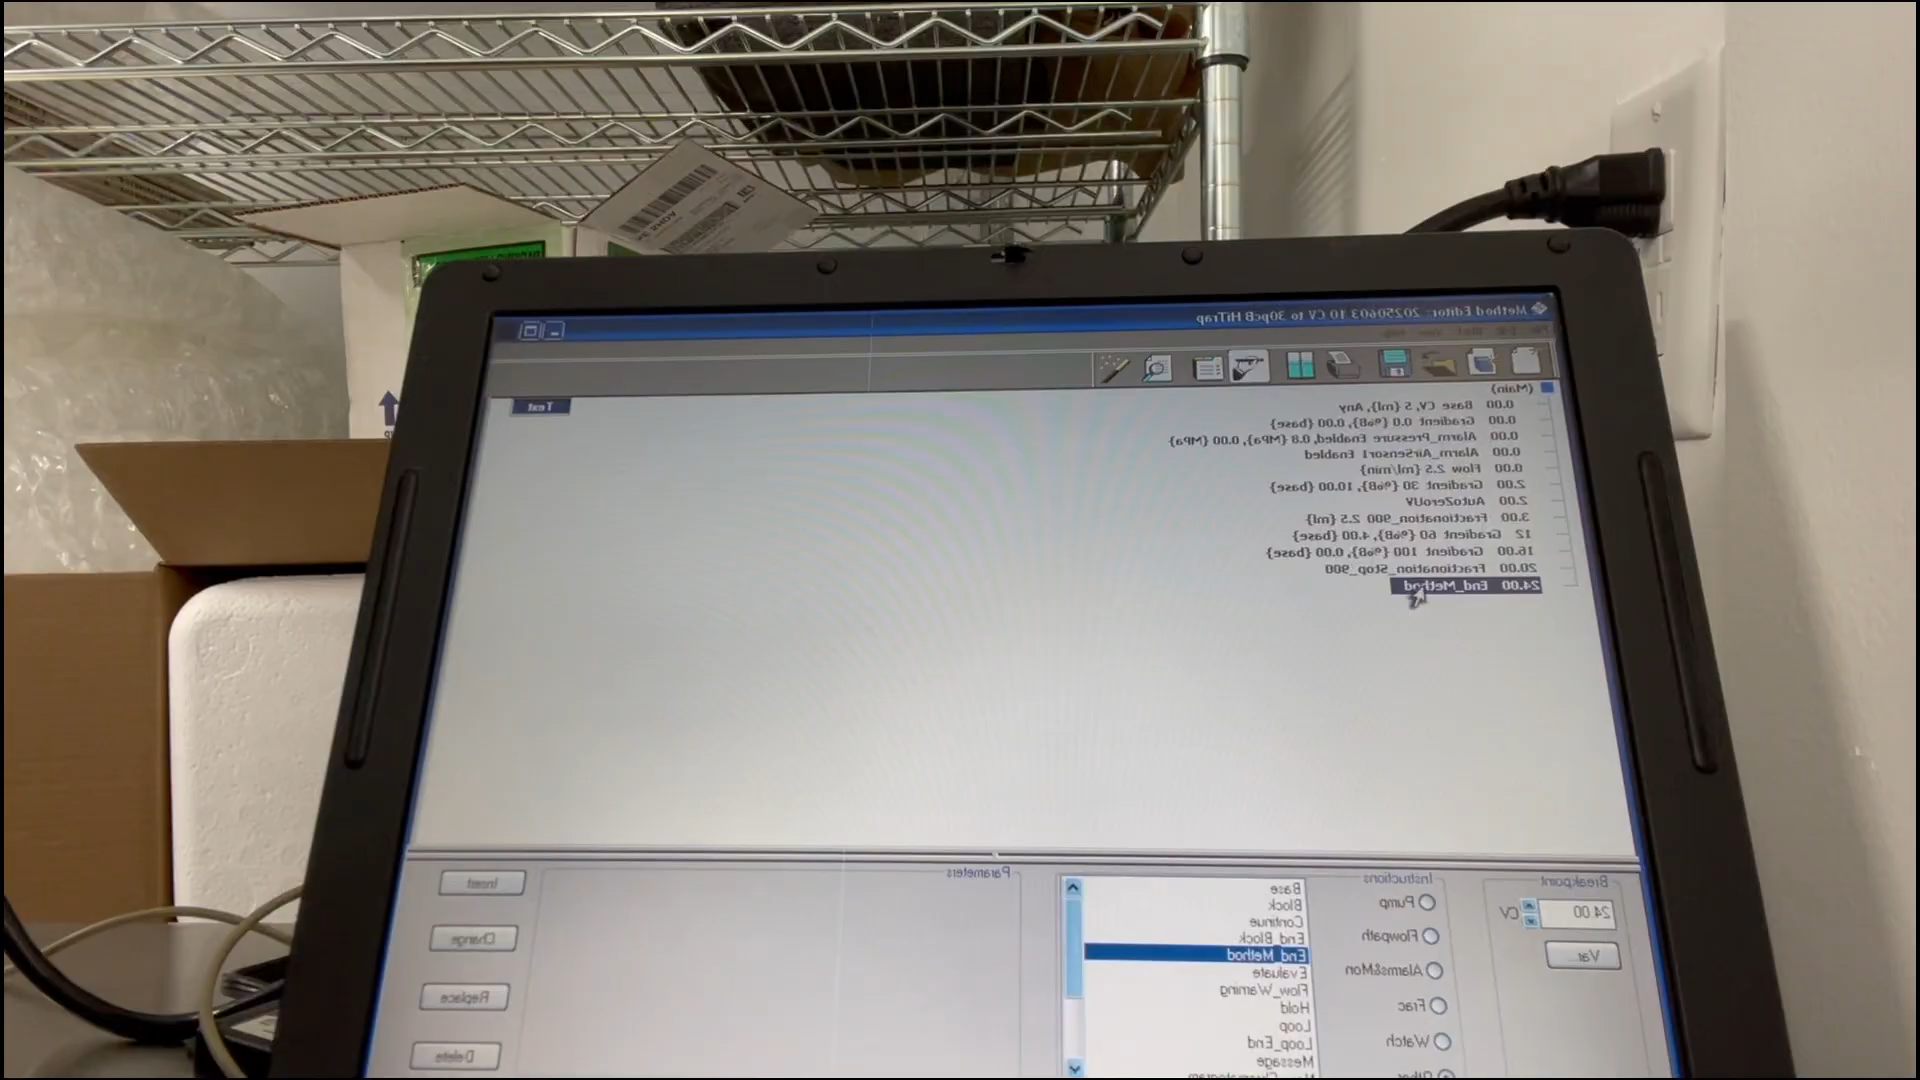 Method Editor: 20250603 10 CV to 30pcB HiTrap
Text
(Main)
0.00 Base CV, 5 {ml}, Any
0.00 Gradient 0.0 {%B}, 0.00 {base}
0.00 Alarm_Pressure Enabled, 0.8 {MPa}, 0.00 {MPa}
0.00 Alarm_AirSensor1 Enabled
0.00 Flow 2.5 {ml/min}
2.00 Gradient 30 {%B}, 10.00 {base}
2.00 AutoZeroUV
3.00 Fractionation_900 2.5 {ml}
12 Gradient 60 {%B}, 4.00 {base}
16.00 Gradient 100 {%B}, 0.00 {base}
20.00 Fractionation_Stop_900
24.00 End_Method
Breakpoint
24.00 CV
Var...
Instructions
Pump
Flowpath
Alarms&Mon
Frac
Watch
Other
Base
Block
Continue
End_Block
End_Method
Evaluate
Flow_Warning
Hold
Loop
Loop_End
Message
Parameters
Insert
Change
Replace
Delete